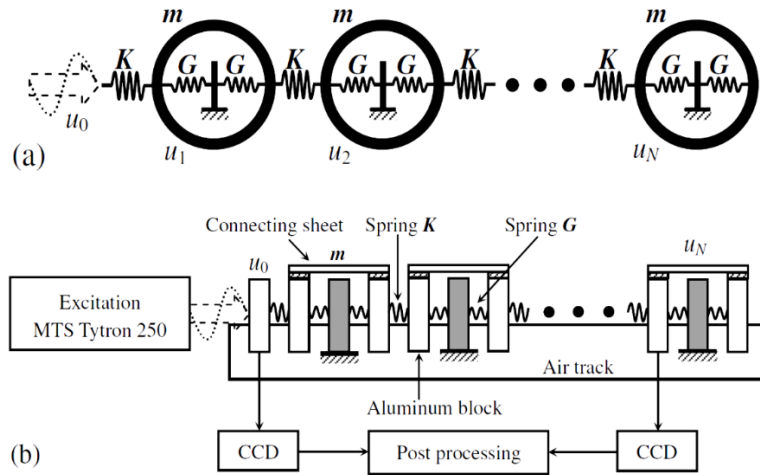 m m m
K G G K G G K K G G
u0
u1 u2 uN
(a)
Connecting sheet Spring K Spring G
u0 m uN
Excitation
MTS Tytron 250
Air track
Aluminum block
(b) CCD Post processing CCD